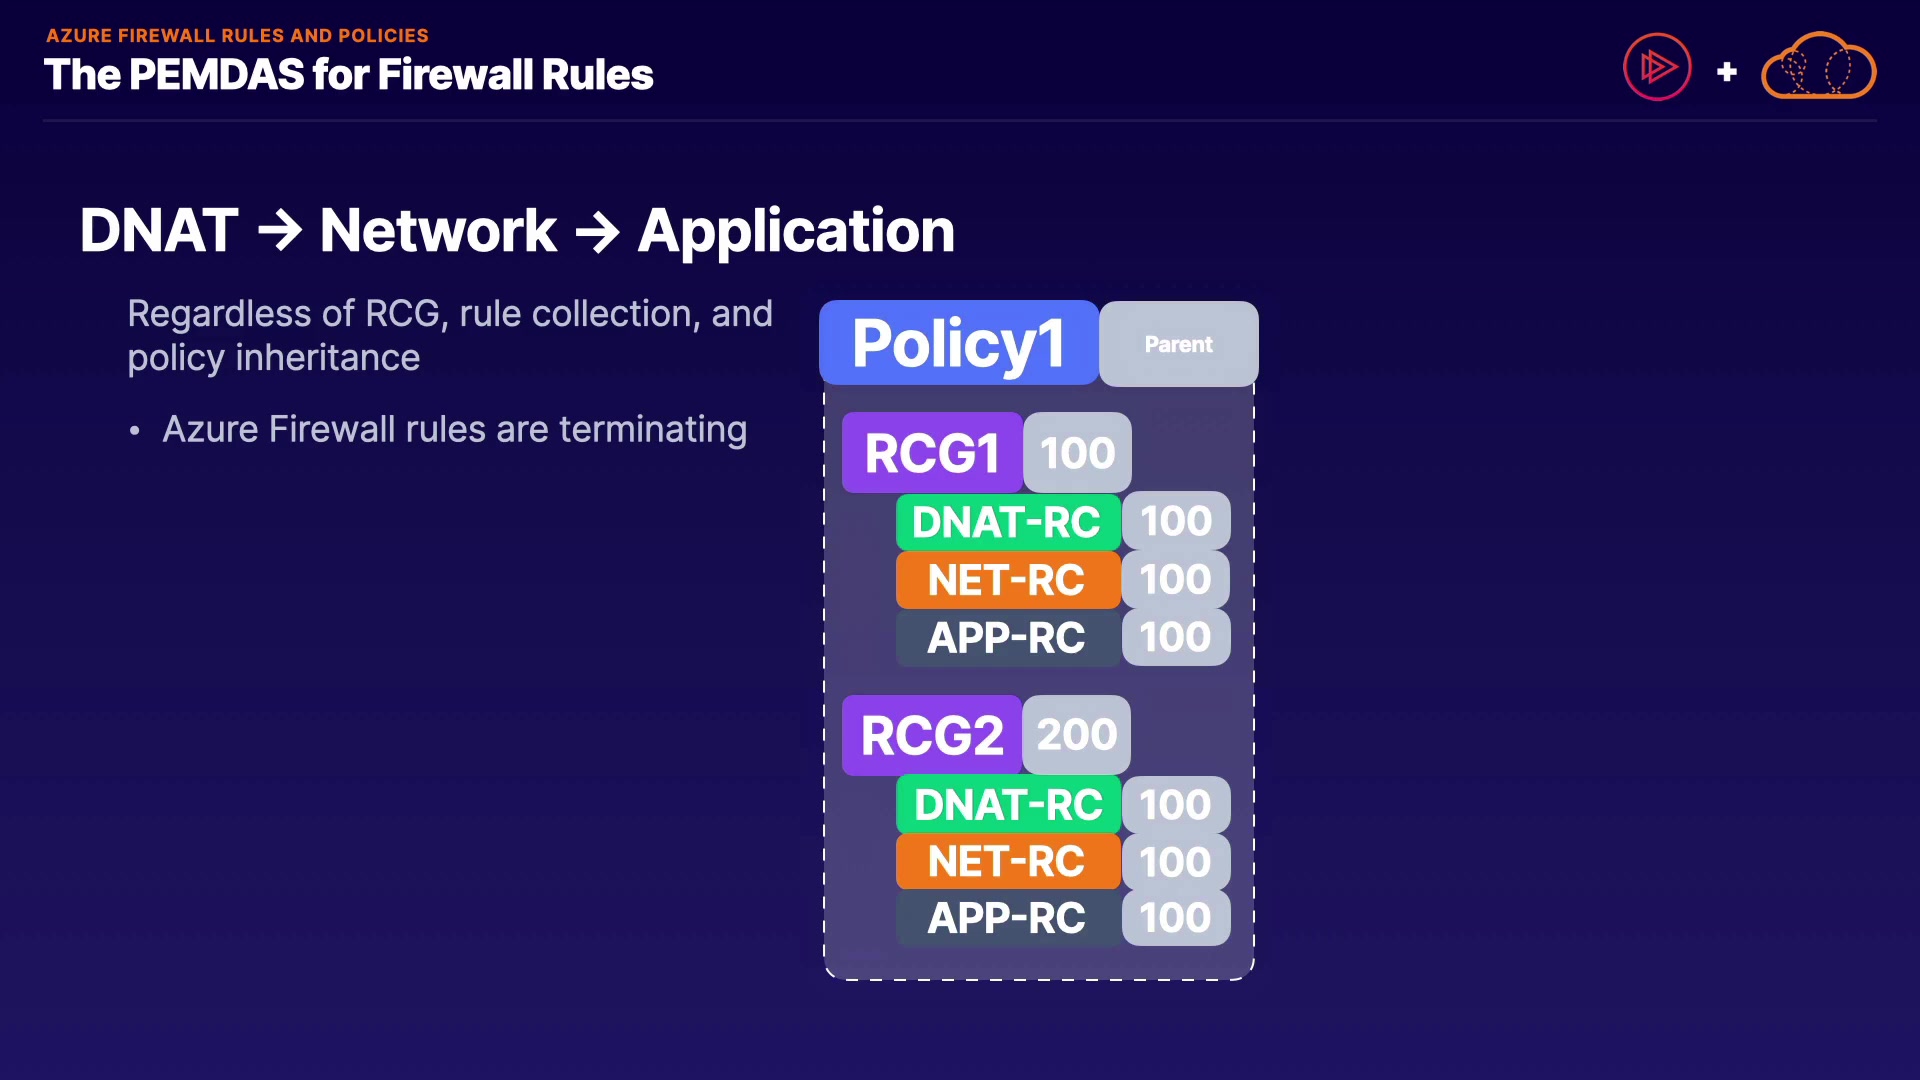 AZURE FIREWALL RULES AND POLICIES
The PEMDAS for Firewall Rules
+
DNAT → Network → Application
Regardless of RCG, rule collection, and
policy inheritance
• Azure Firewall rules are terminating
Policy1 Parent
RCG1 100
DNAT-RC 100
NET-RC 100
APP-RC 100
RCG2 200
DNAT-RC 100
NET-RC 100
APP-RC 100